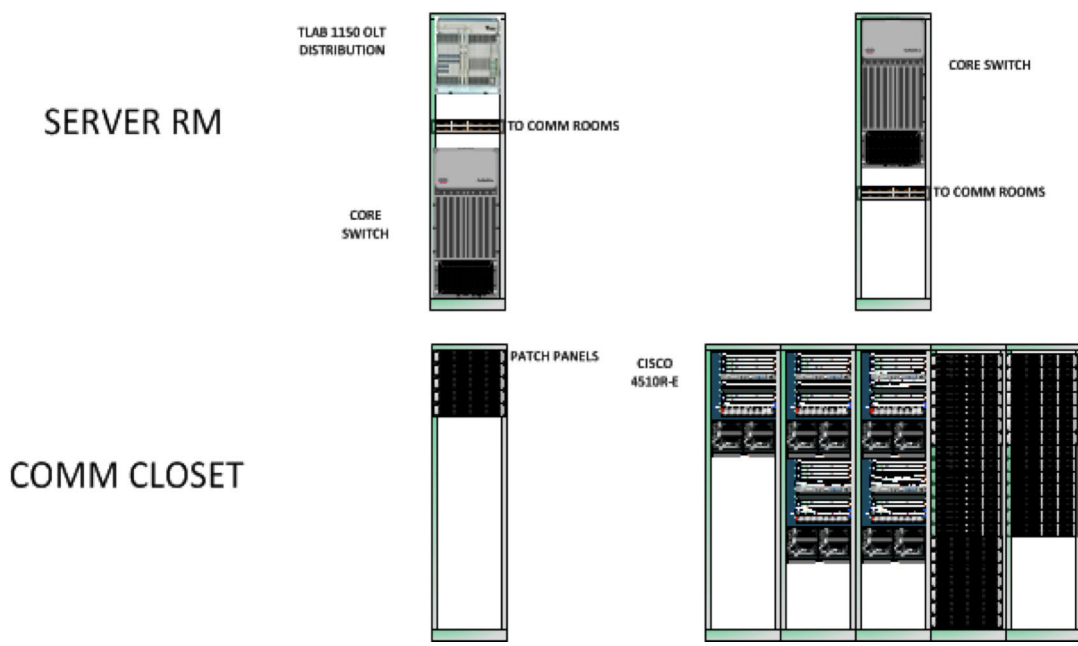 TLAB 1150 OLT
DISTRIBUTION
CORE SWITCH
SERVER RM
TO COMM ROOMS
TO COMM ROOMS
CORE
SWITCH
PATCH PANELS
CISCO
4510R-E
COMM CLOSET